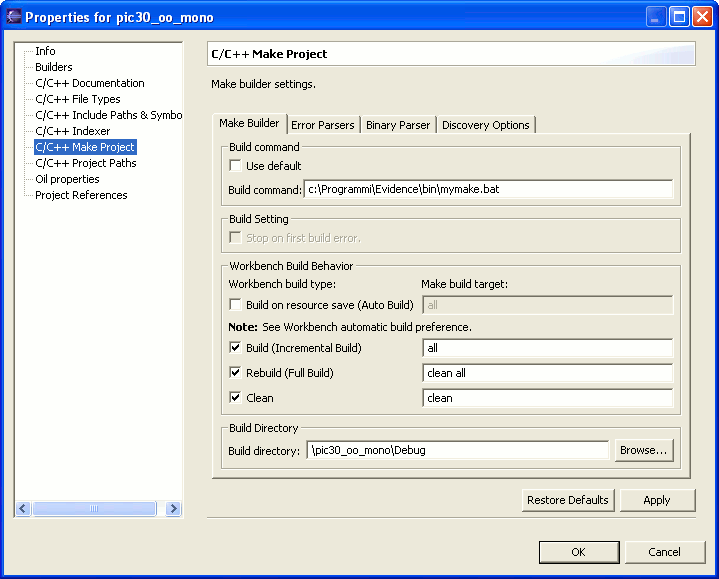 Properties for pic30_oo_mono
Info
Builders
C/C++ Documentation
C/C++ File Types
C/C++ Include Paths & Symbo
C/C++ Indexer
C/C++ Make Project
C/C++ Project Paths
Oil properties
Project References
C/C++ Make Project
Make builder settings.
Make Builder Error Parsers Binary Parser Discovery Options
Build command
Use default
Build command: c:\Programmi\Evidence\bin\mymake.bat
Build Setting
Stop on first build error.
Workbench Build Behavior
Workbench build type: Make build target:
Build on resource save (Auto Build) all
Note: See Workbench automatic build preference.
Build (Incremental Build) all
Rebuild (Full Build) clean all
Clean clean
Build Directory
Build directory: \pic30_oo_mono\Debug Browse...
Restore Defaults Apply
OK Cancel